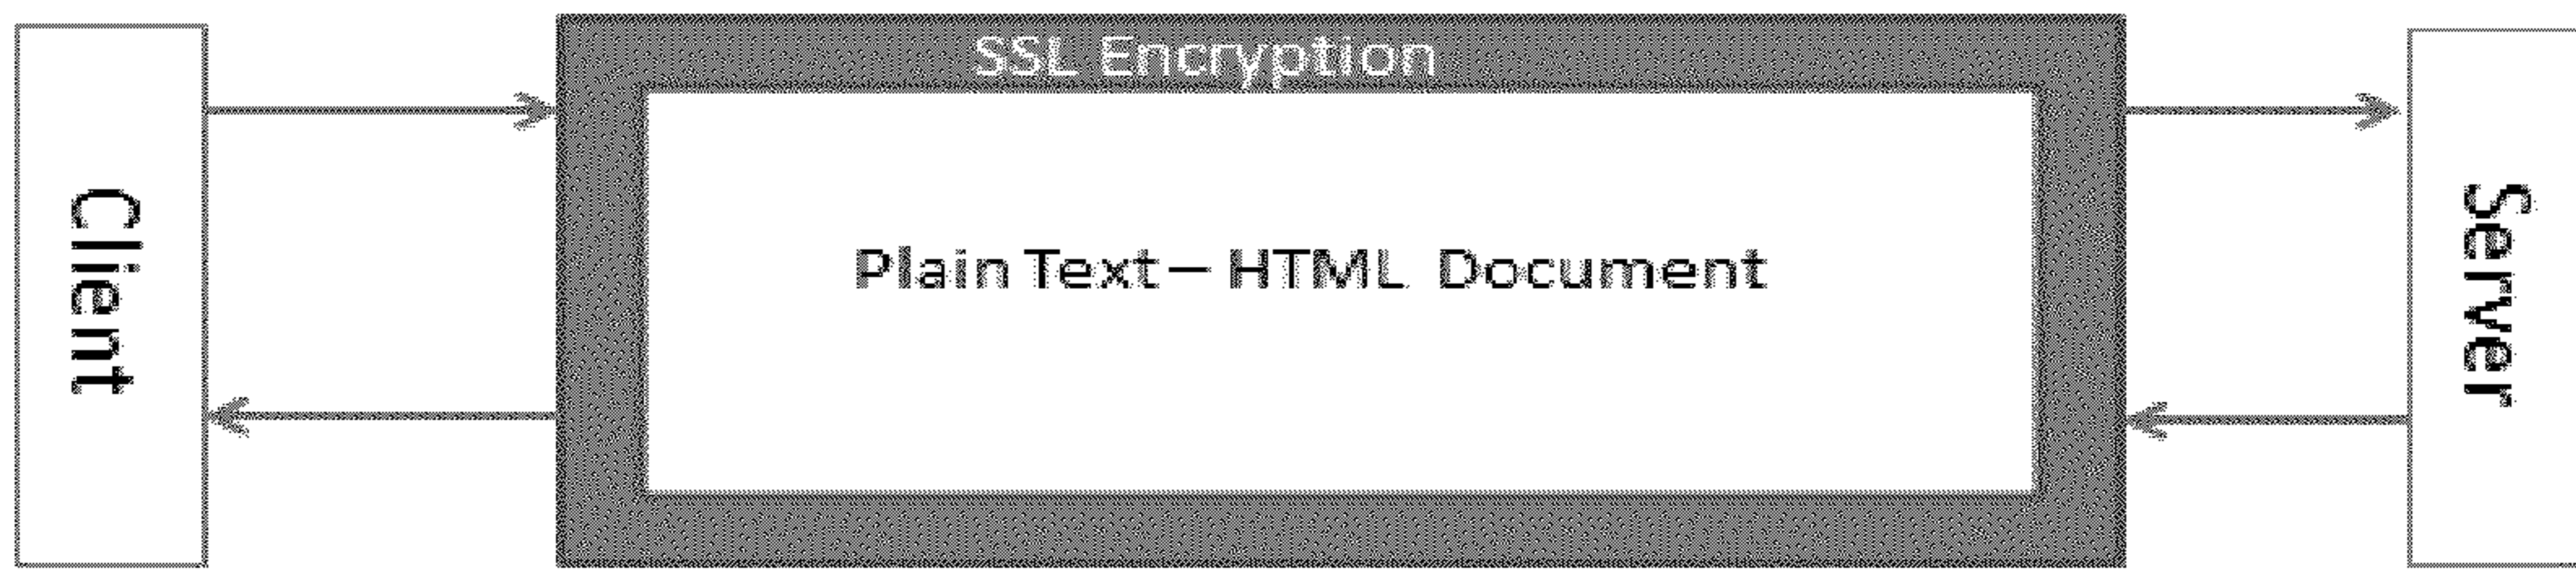 Client
SSL Encryption
Plain Text – HTML Document
Server